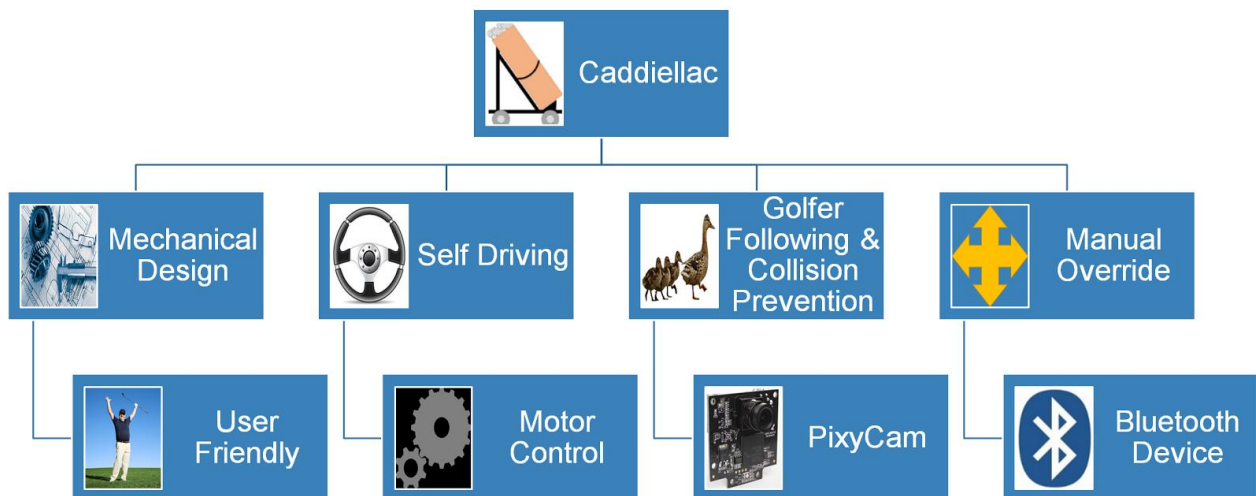 Caddiellac
Mechanical
Design
Self Driving
Golfer
Following &
Collision
Prevention
Manual
Override
User
Friendly
Motor
Control
PixyCam
Bluetooth
Device